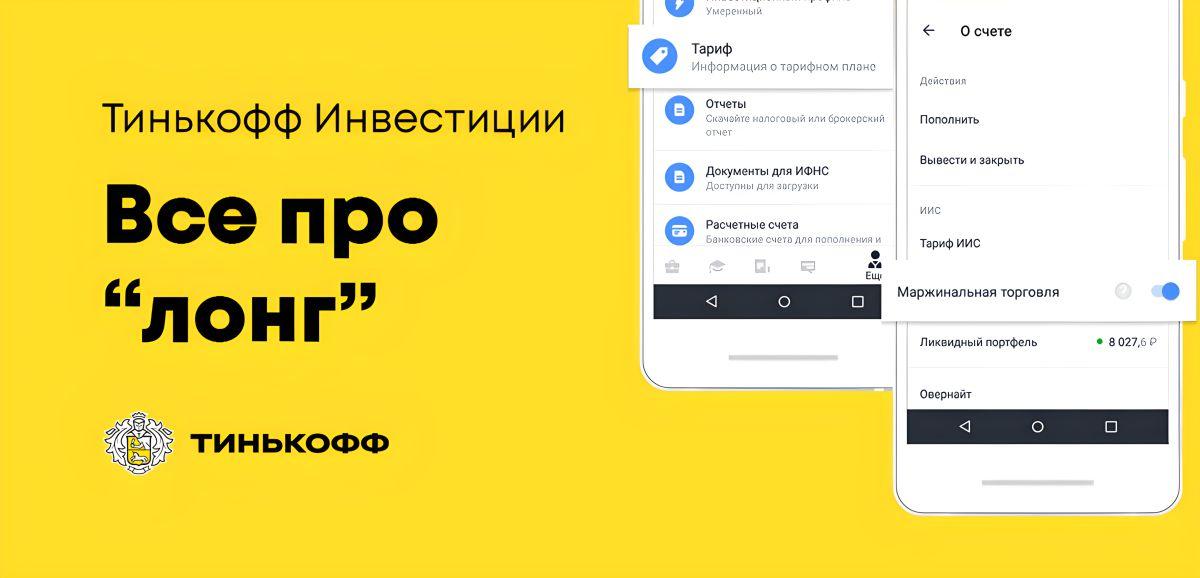 Тинькофф Инвестиции
Все про
“лонг”
ТИНЬКОФФ
Умеренный
Тариф
Информация о тарифном плане
Отчеты
Скачайте налоговый или брокерский
отчет
Документы для ИФНС
Доступны для загрузки
Расчетные счета
Банковские счета для пополнения и
Еще
О счете
Действия
Пополнить
Вывести и закрыть
ИИС
Тариф ИИС
Маржинальная торговля
?
Ликвидный портфель
8 027,6 ₽
Овернайт